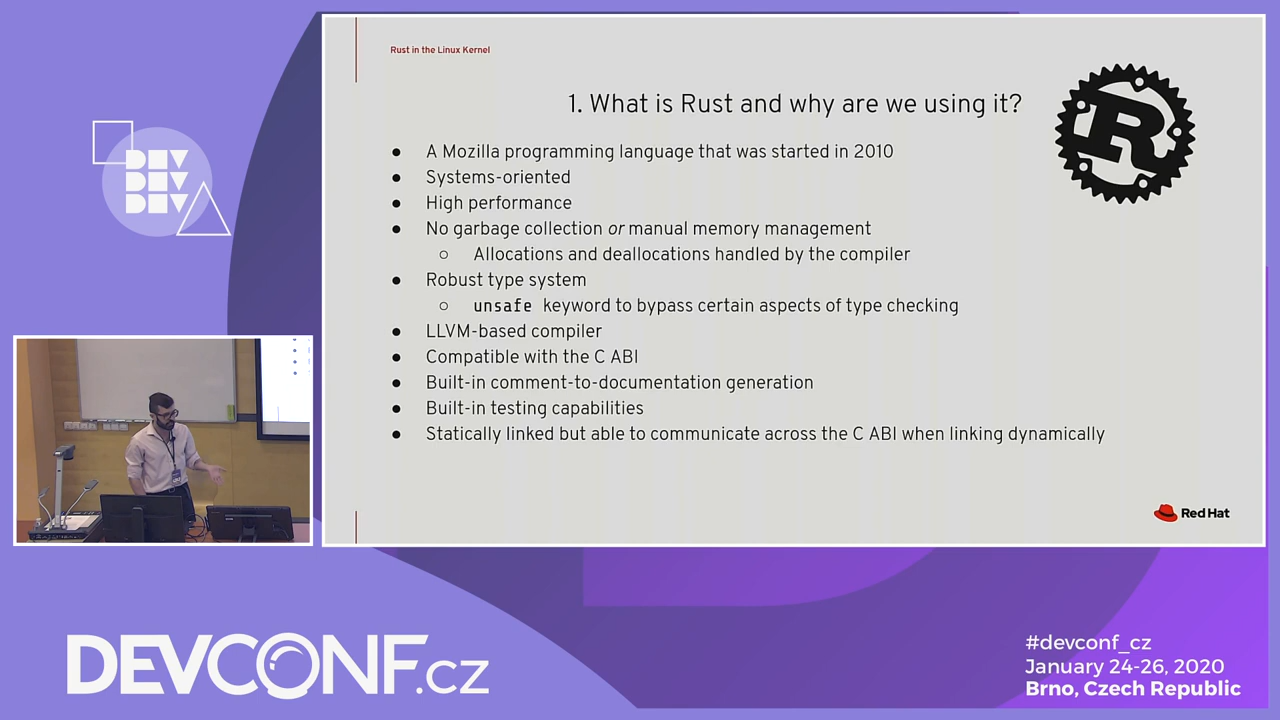 Rust in the Linux Kernel
1. What is Rust and why are we using it?
R
● A Mozilla programming language that was started in 2010
● Systems-oriented
● High performance
● No garbage collection or manual memory management
○ Allocations and deallocations handled by the compiler
● Robust type system
○ unsafe keyword to bypass certain aspects of type checking
● LLVM-based compiler
● Compatible with the C ABI
● Built-in comment-to-documentation generation
● Built-in testing capabilities
● Statically linked but able to communicate across the C ABI when linking dynamically
Red Hat
DEV
DEV
DEV
DEVCONF.cz
#devconf_cz
January 24-26, 2020
Brno, Czech Republic